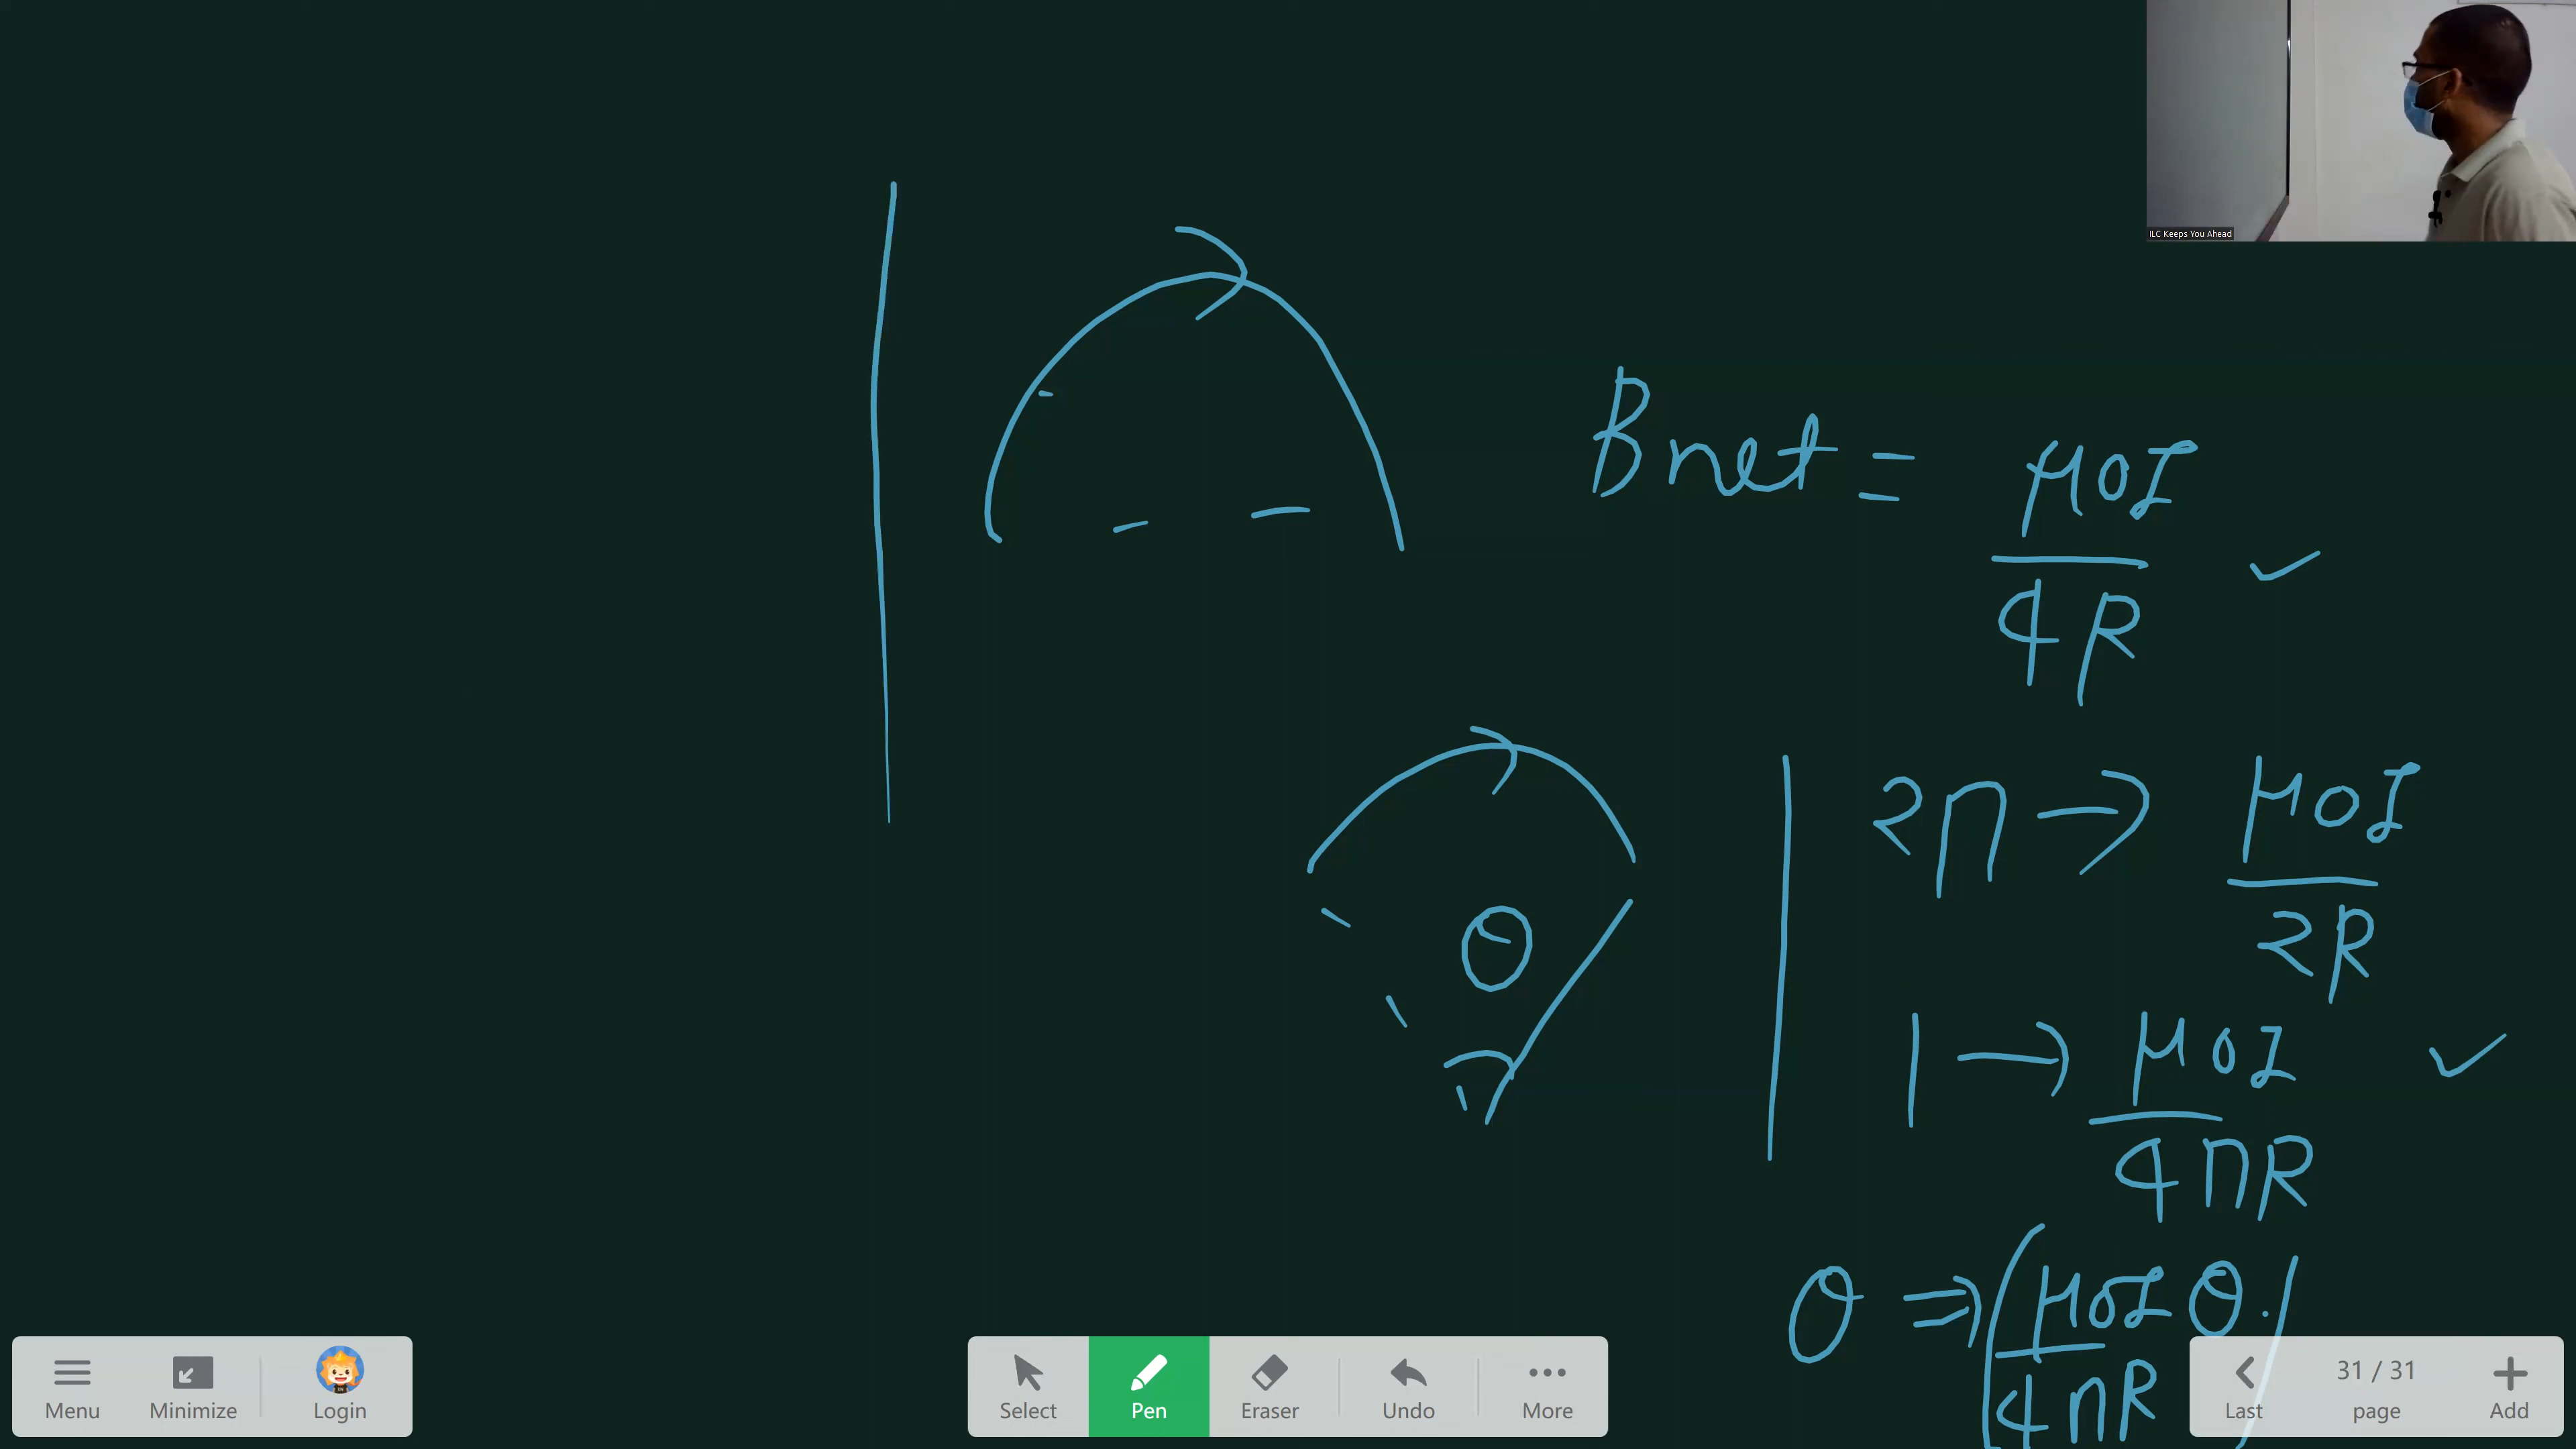 ILC Keeps You Ahead
Bnet = μ0I / 4R ✓
2π → μ0I / 2R
θ
1 → μ0I / 4πR ✓
θ ⇒ (μ0I θ / 4πR)
Menu Minimize Login
Select Pen Eraser Undo More
31 / 31
Last page Add